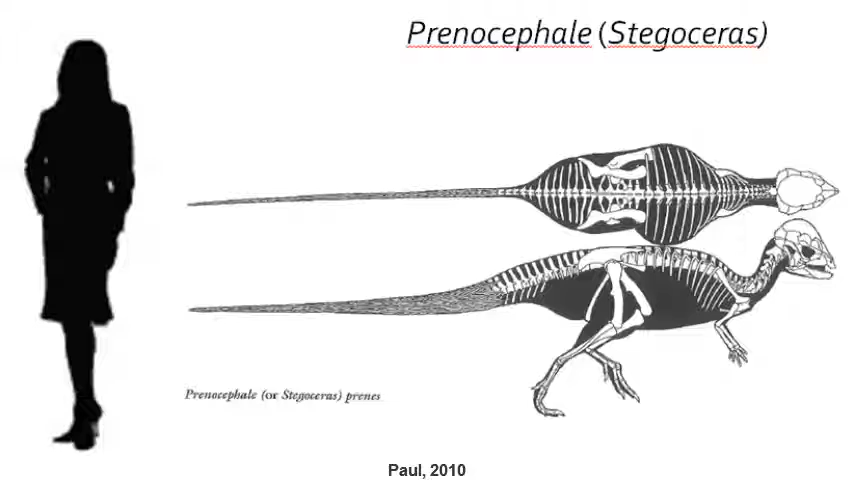 Prenocephale (Stegoceras)
Prenocephale (or Stegoceras) prenes
Paul, 2010